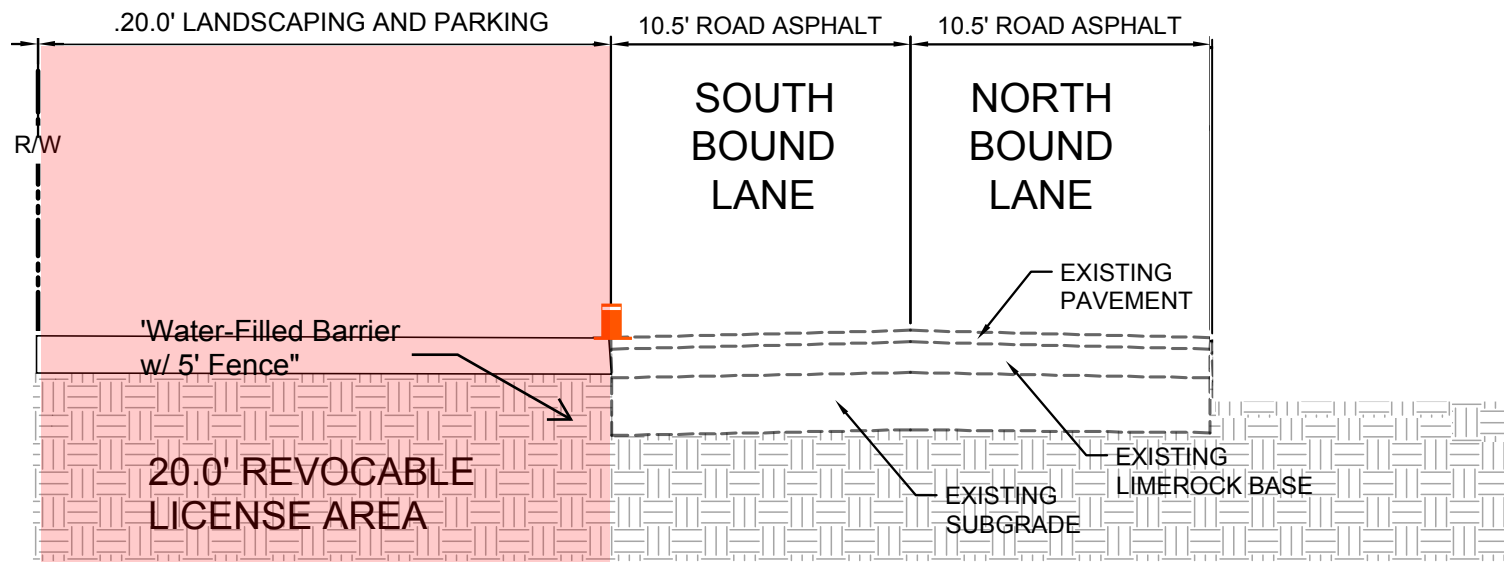 .20.0' LANDSCAPING AND PARKING
10.5' ROAD ASPHALT
10.5' ROAD ASPHALT
SOUTH
BOUND
LANE
NORTH
BOUND
LANE
R/W
EXISTING
PAVEMENT
'Water-Filled Barrier
w/ 5' Fence"
20.0' REVOCABLE
LICENSE AREA
EXISTING
LIMEROCK BASE
EXISTING
SUBGRADE